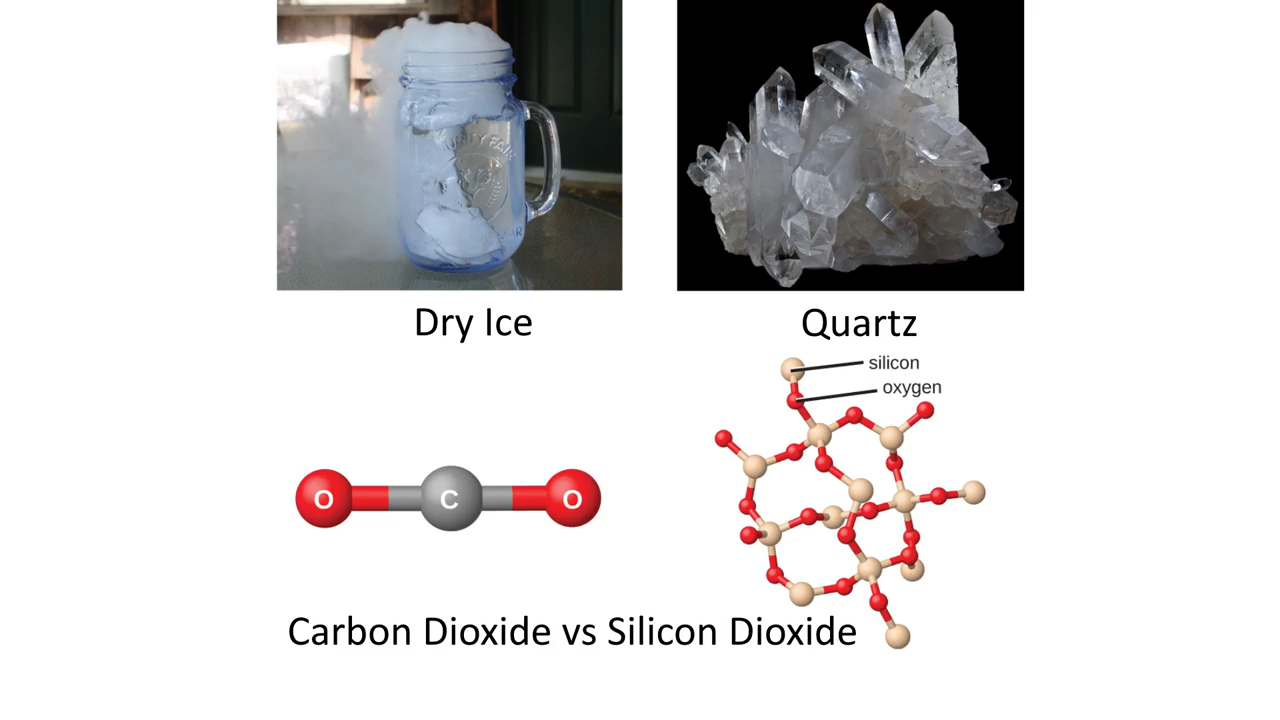 Dry Ice
Quartz
silicon
oxygen
O C O
Carbon Dioxide vs Silicon Dioxide